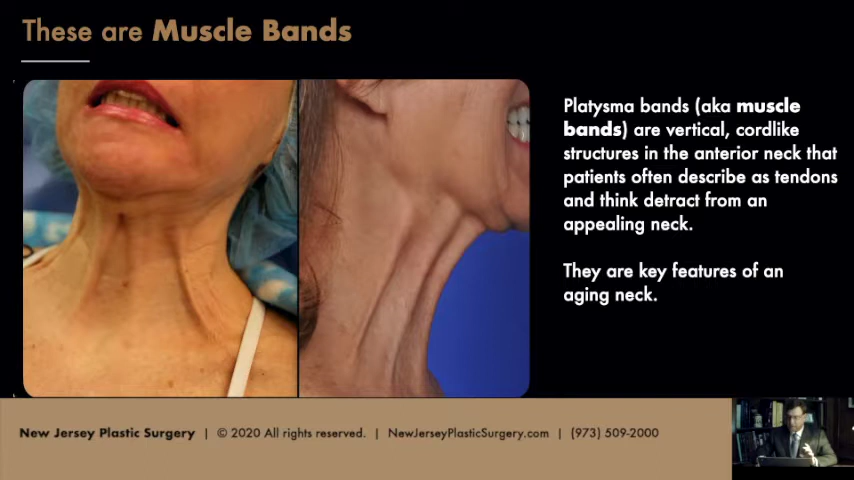 These are Muscle Bands
Platysma bands (aka muscle
bands) are vertical, cordlike
structures in the anterior neck that
patients often describe as tendons
and think detract from an
appealing neck.
They are key features of an
aging neck.
New Jersey Plastic Surgery | © 2020 All rights reserved. | NewJerseyPlasticSurgery.com | (973) 509-2000